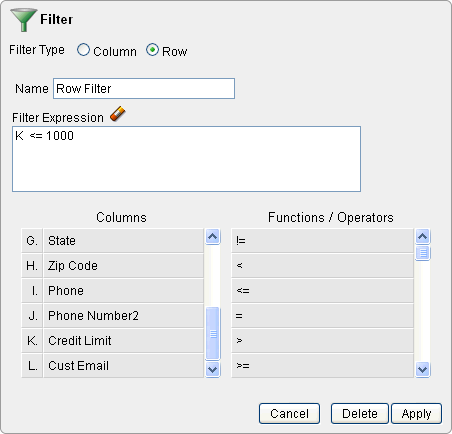 Filter
Filter Type Column Row
Name Row Filter
Filter Expression
K <= 1000
Columns Functions / Operators
G. State !=
H. Zip Code <
I. Phone <=
J. Phone Number2 =
K. Credit Limit >
L. Cust Email >=
Cancel Delete Apply